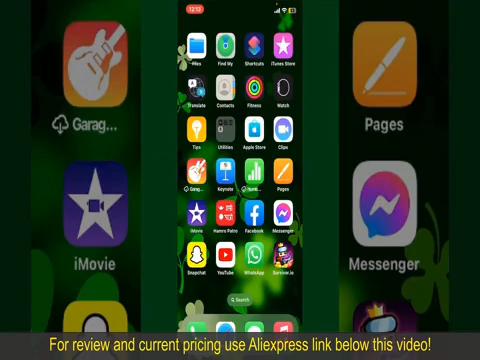 12:13
Files Find My Shortcuts iTunes Store
Translate Contacts Fitness Watch
Tips Utilities Apple Store Clips
Garag... Keynote Pages
iMovie Hamro Patro Facebook Messenger
Snapchat YouTube WhatsApp Survivor.io
Search
Garag...
iMovie
Pages
Messenger
For review and current pricing use Aliexpress link below this video!